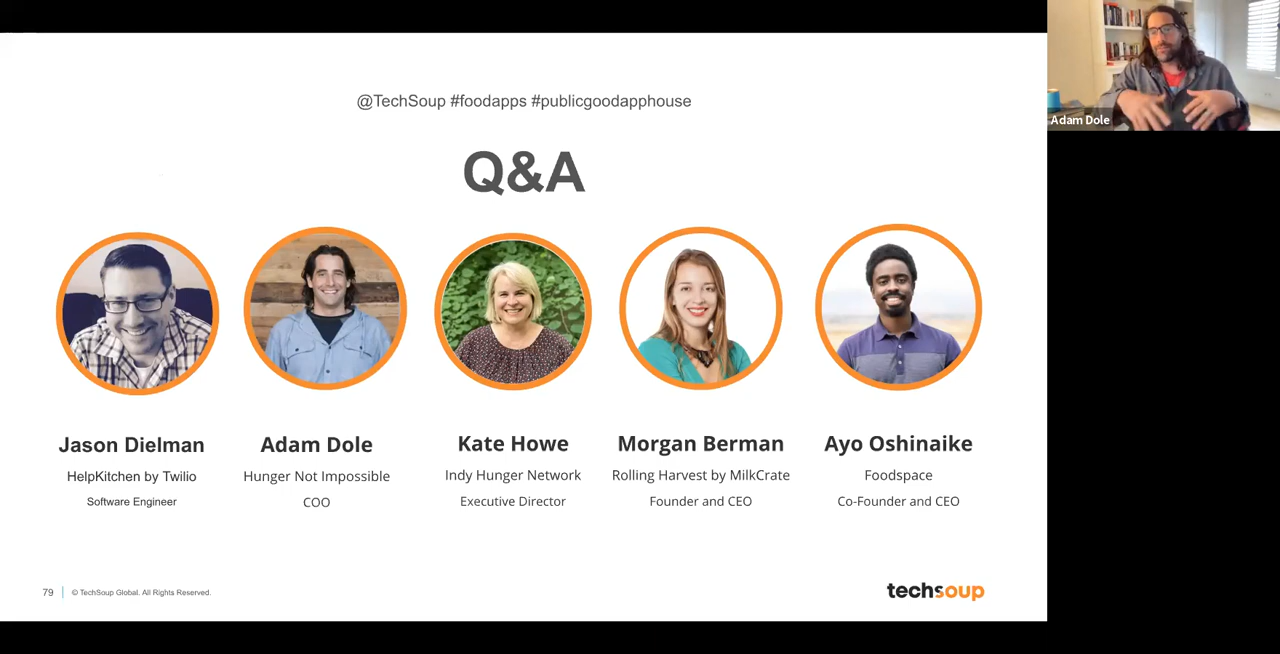 @TechSoup #foodapps #publicgoodapphouse
Adam Dole
Q&A
Jason Dielman
HelpKitchen by Twilio
Software Engineer
Adam Dole
Hunger Not Impossible
COO
Kate Howe
Indy Hunger Network
Executive Director
Morgan Berman
Rolling Harvest by MilkCrate
Founder and CEO
Ayo Oshinaike
Foodspace
Co-Founder and CEO
79
© TechSoup Global. All Rights Reserved.
techsoup